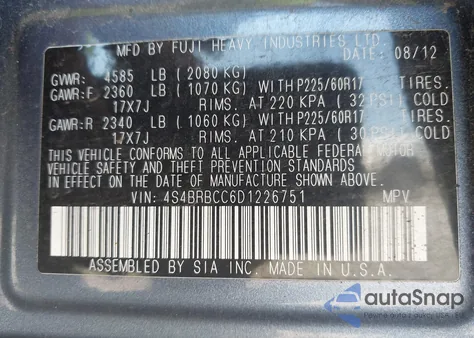 MFD BY FUJI HEAVY INDUSTRIES LTD.
DATE: 08/12
GVWR: 4585 LB (2080 KG)
GAWR:F 2360 LB (1070 KG) WITH P225/60R17 TIRES.
17X7J RIMS. AT 220 KPA (32 PSI) COLD
GAWR:R 2340 LB (1060 KG) WITH P225/60R17 TIRES.
17X7J RIMS. AT 210 KPA (30 PSI) COLD
THIS VEHICLE CONFORMS TO ALL APPLICABLE FEDERAL MOTOR
VEHICLE SAFETY AND THEFT PREVENTION STANDARDS
IN EFFECT ON THE DATE OF MANUFACTURE SHOWN ABOVE.
VIN: 4S4BRBCC6D1226751 MPV
ASSEMBLED BY SIA INC. MADE IN U.S.A.
autoSnap